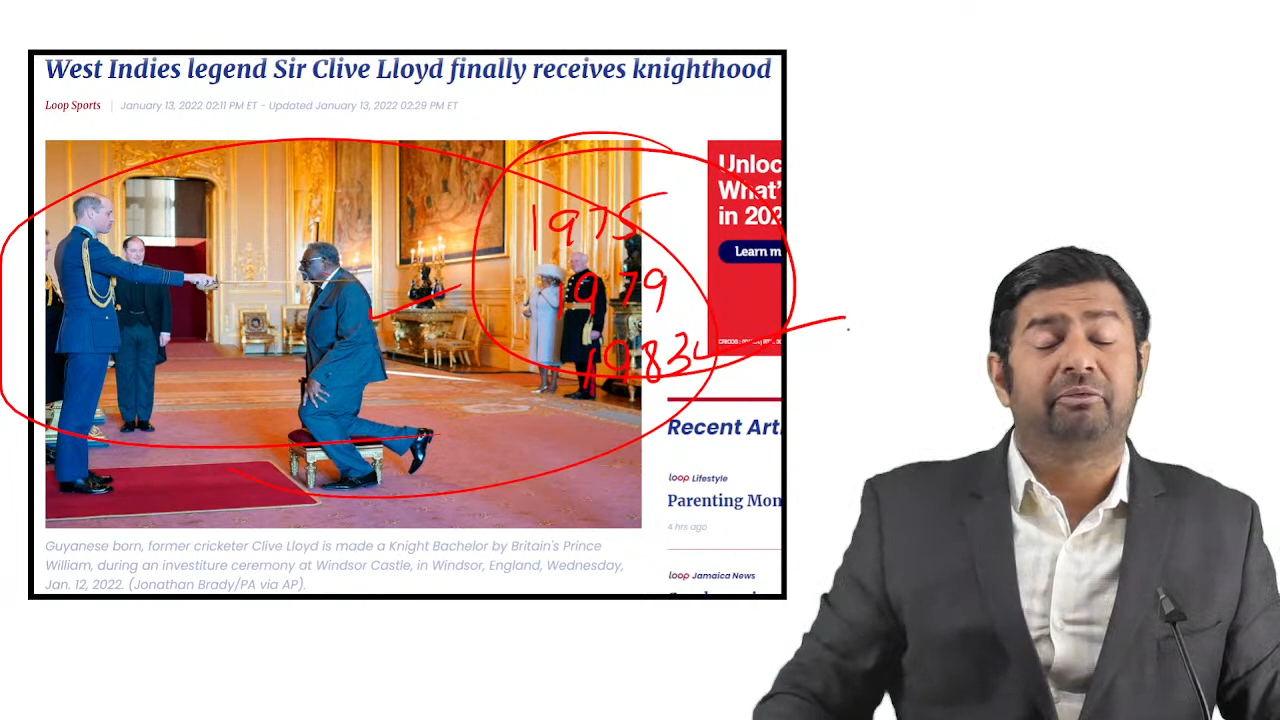 West Indies legend Sir Clive Lloyd finally receives knighthood
Loop Sports | January 13, 2022 02:11 PM ET - Updated January 13, 2022 02:29 PM ET
Unloc
What'
in 202
Learn m
1975
1979
1983
Recent Art
loop Lifestyle
Parenting Mon
4 hrs ago
loop Jamaica News
Guyanese born, former cricketer Clive Lloyd is made a Knight Bachelor by Britain's Prince
William, during an investiture ceremony at Windsor Castle, in Windsor, England, Wednesday,
Jan. 12, 2022. (Jonathan Brady/PA via AP).